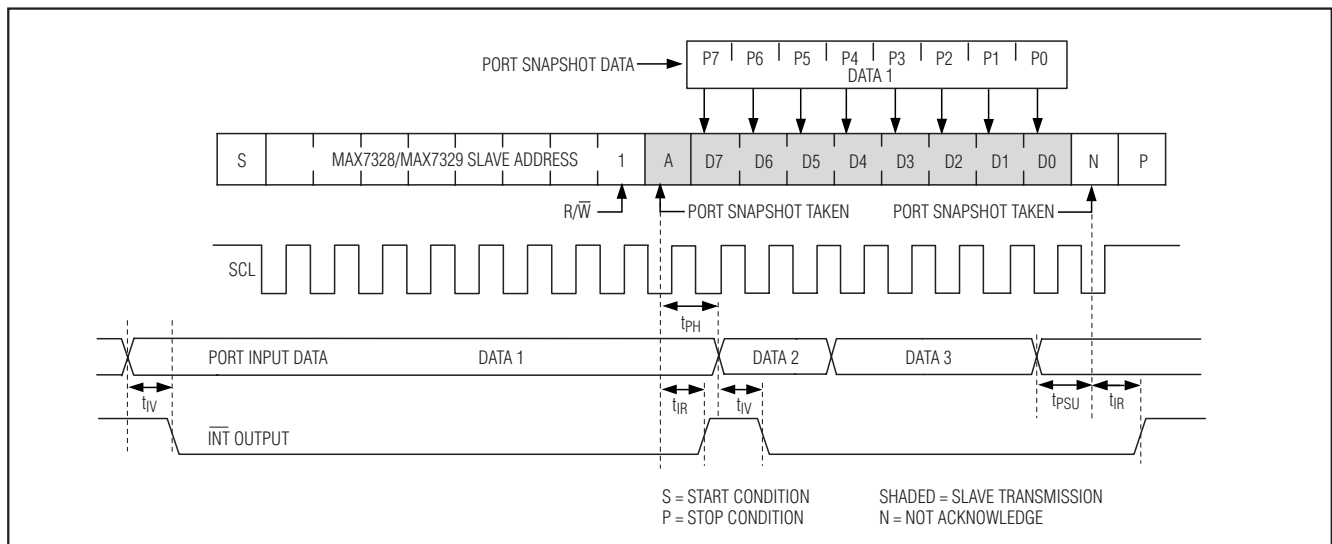 PORT SNAPSHOT DATA
P7 P6 P5 P4 P3 P2 P1 P0
DATA 1
S MAX7328/MAX7329 SLAVE ADDRESS 1 A D7 D6 D5 D4 D3 D2 D1 D0 N P
R/W̅ PORT SNAPSHOT TAKEN PORT SNAPSHOT TAKEN
SCL
tPH
PORT INPUT DATA DATA 1 DATA 2 DATA 3
tIV tIR tIV tPSU tIR
I̅N̅T̅ OUTPUT
S = START CONDITION SHADED = SLAVE TRANSMISSION
P = STOP CONDITION N = NOT ACKNOWLEDGE